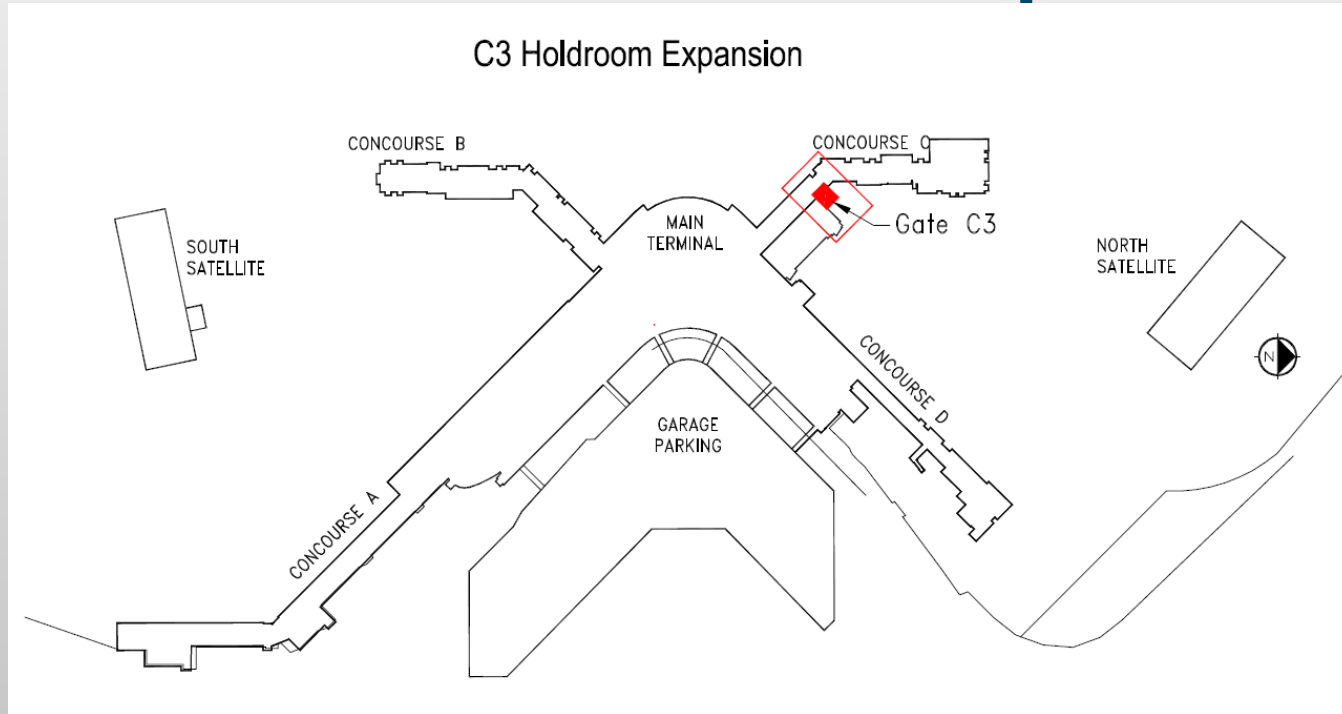 C3 Holdroom Expansion
CONCOURSE B
CONCOURSE C
MAIN
TERMINAL
Gate C3
SOUTH
SATELLITE
NORTH
SATELLITE
N
CONCOURSE D
GARAGE
PARKING
CONCOURSE A